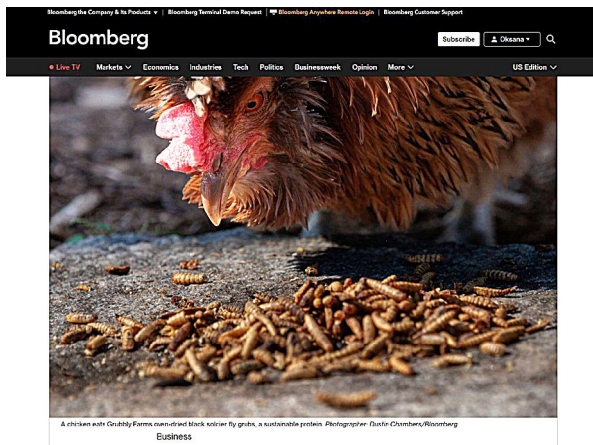 Bloomberg the Company & Its Products | Bloomberg Terminal Demo Request | Bloomberg Anywhere Remote Login | Bloomberg Customer Support
Bloomberg Subscribe Oksana
Live TV Markets Economics Industries Tech Politics Businessweek Opinion More US Edition
A chicken eats Grubbly Farms oven-dried black soldier fly grubs, a sustainable protein. Photographer: Dustin Chambers/Bloomberg
Business